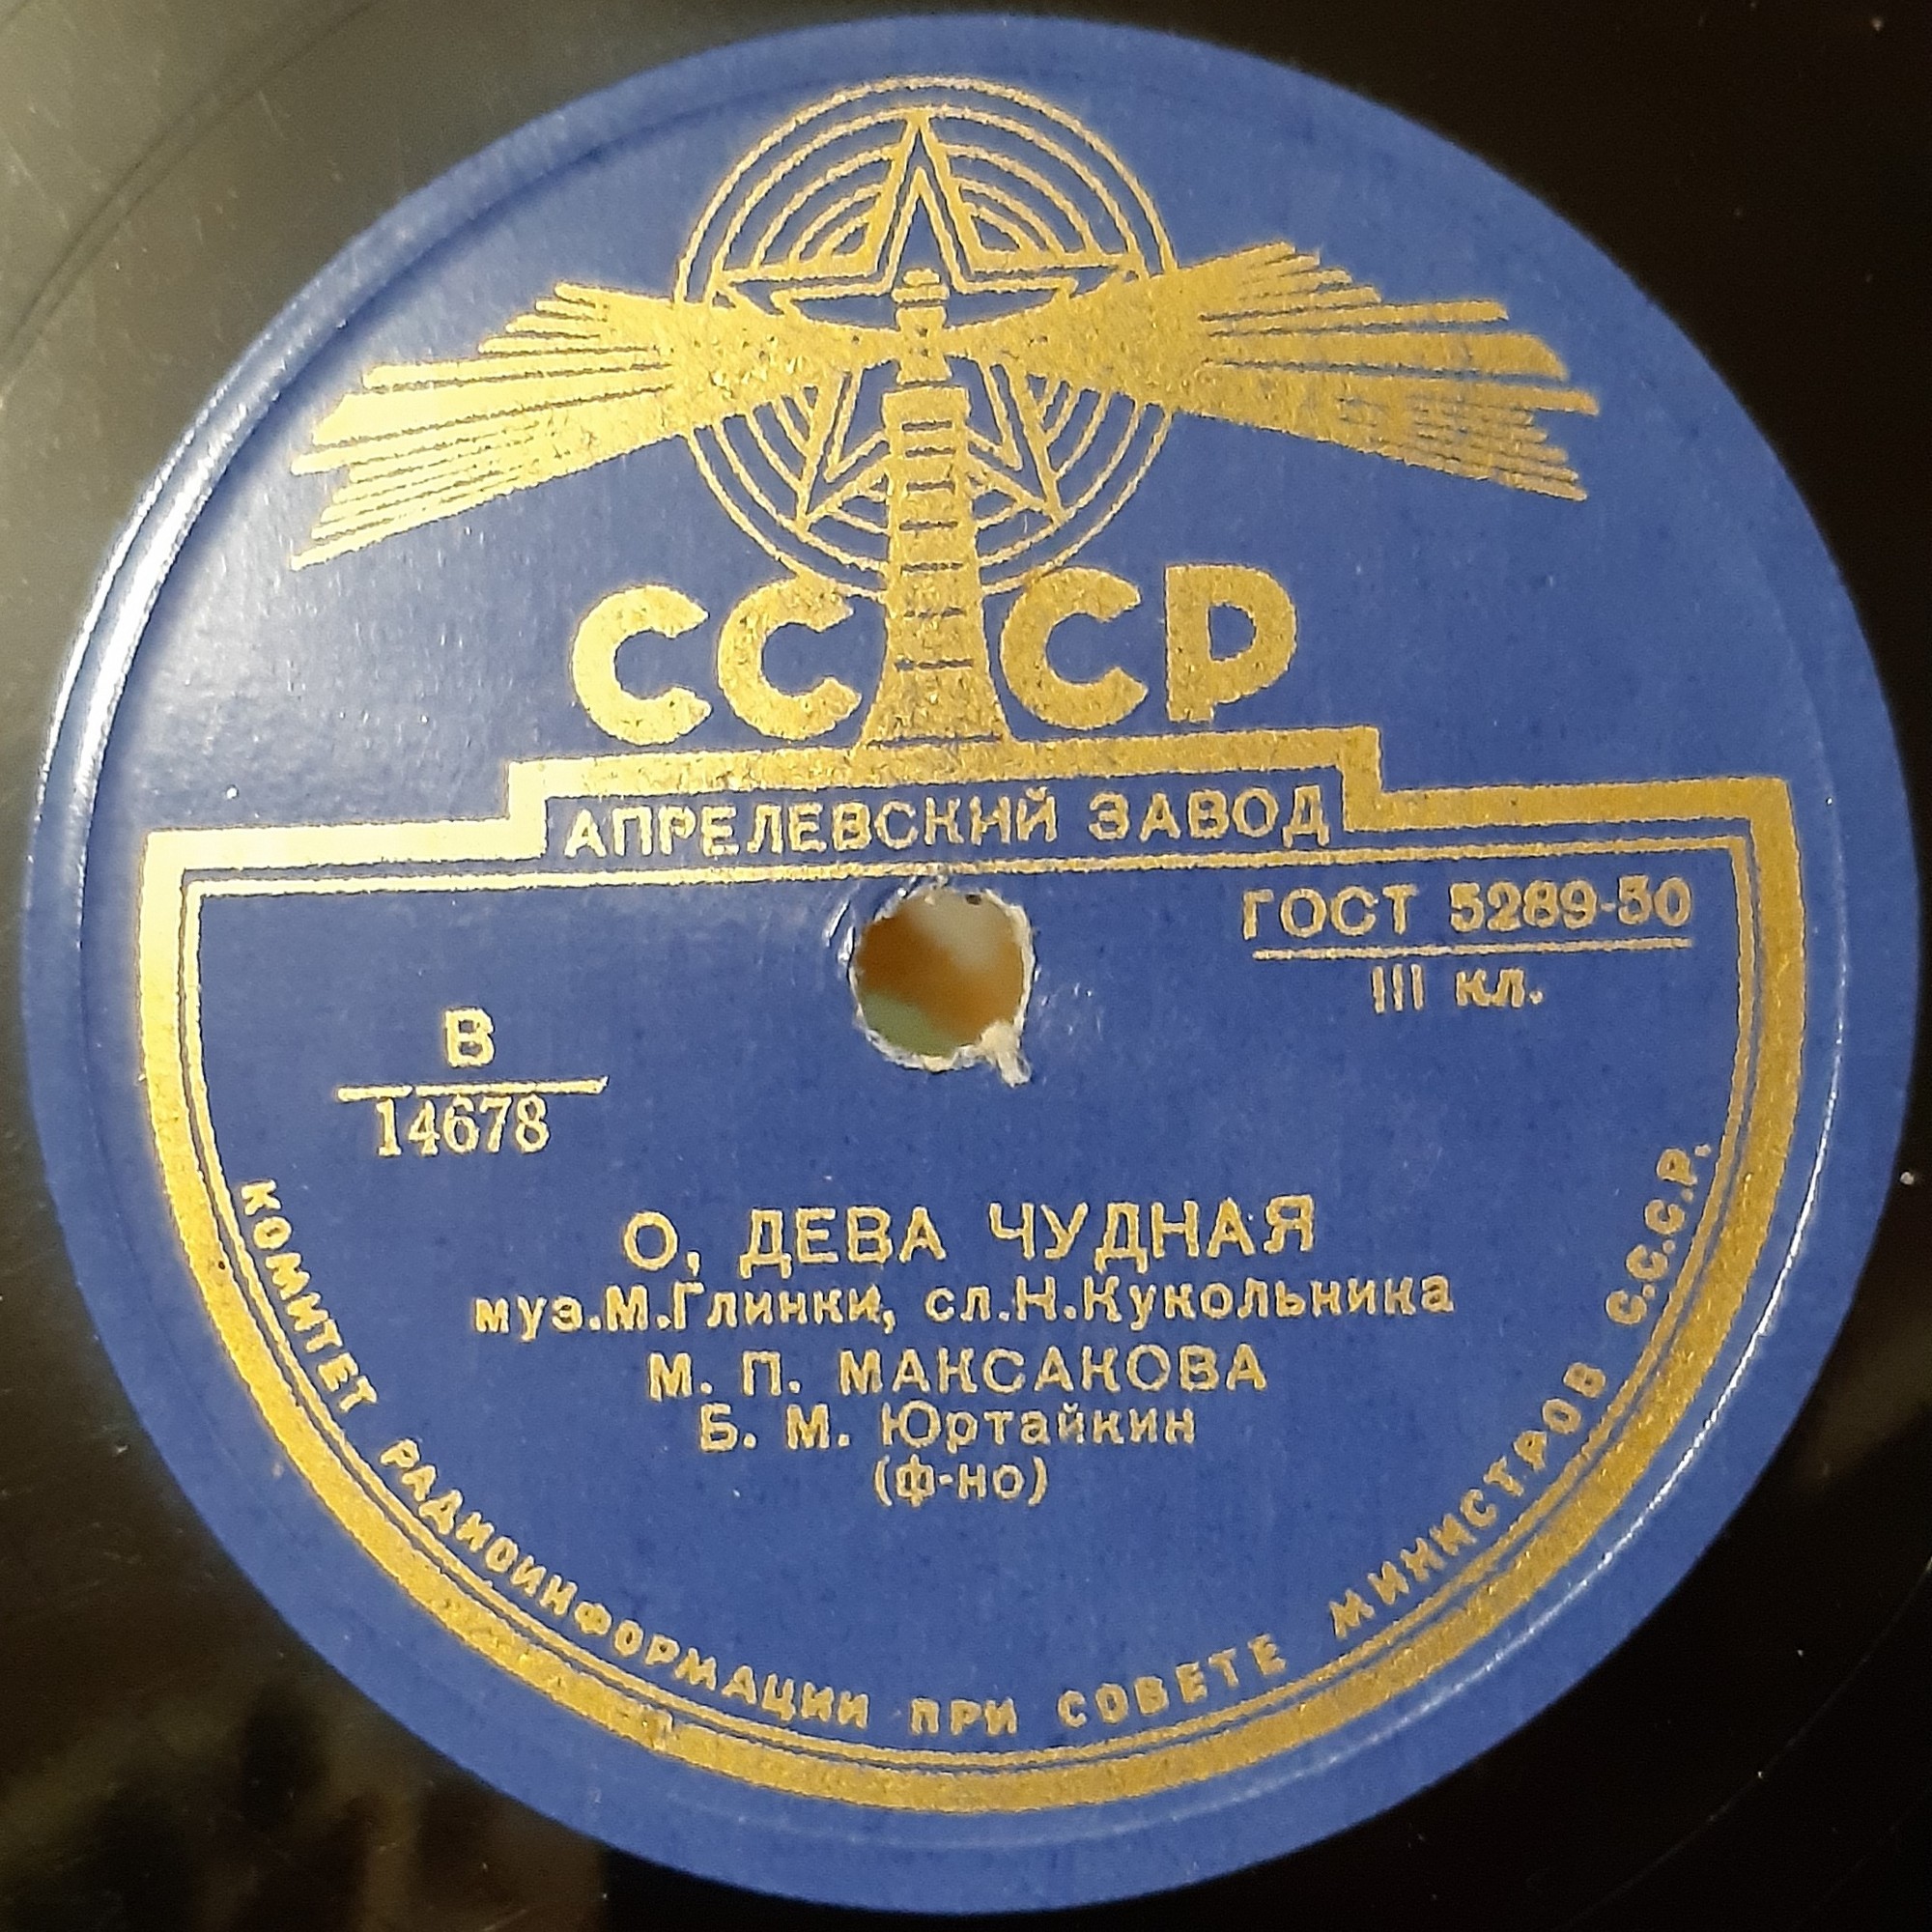 СССР
АПРЕЛЕВСКИЙ ЗАВОД
ГОСТ 5289-50
III кл.
В
14678
О, ДЕВА ЧУДНАЯ
муз.М.Глинки, сл.Н.Кукольника
М. П. МАКСАКОВА
Б. М. Юртайкин
(ф-но)
КОМИТЕТ РАДИОИНФОРМАЦИИ ПРИ СОВЕТЕ МИНИСТРОВ С.С.С.Р.